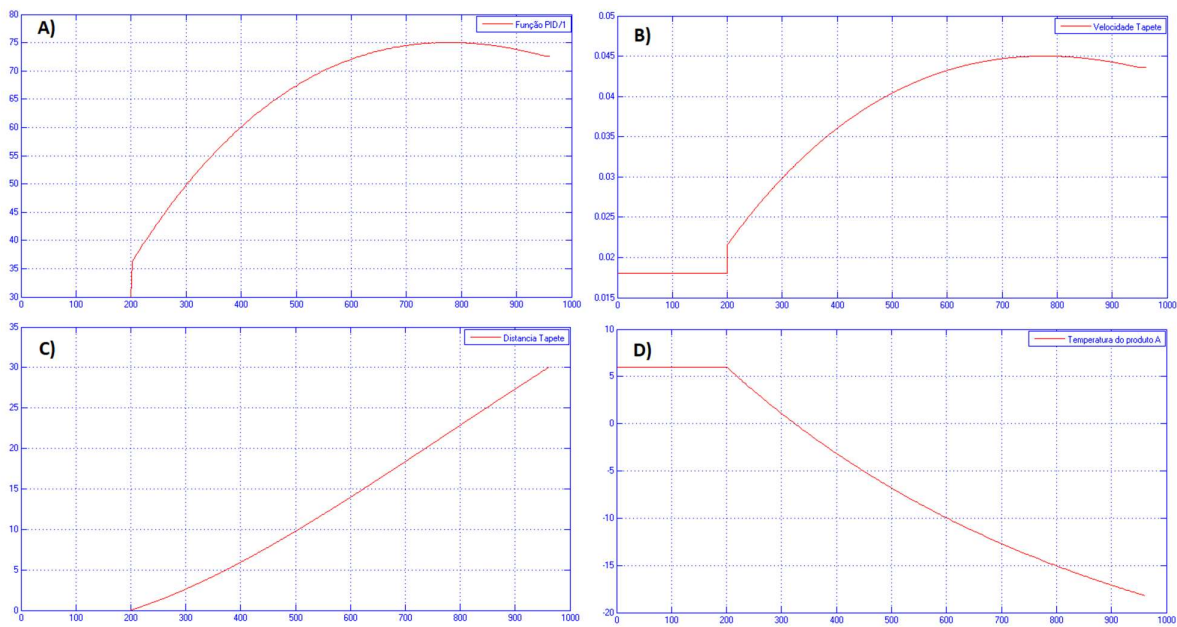 A)
Função PID/1
80
75
70
65
60
55
50
45
40
35
30
0 100 200 300 400 500 600 700 800 900 1000
B)
Velocidade Tapete
0.05
0.045
0.04
0.035
0.03
0.025
0.02
0.015
0 100 200 300 400 500 600 700 800 900 1000
C)
Distancia Tapete
35
30
25
20
15
10
5
0
0 100 200 300 400 500 600 700 800 900 1000
D)
Temperatura do produto A
10
5
0
-5
-10
-15
-20
0 100 200 300 400 500 600 700 800 900 1000